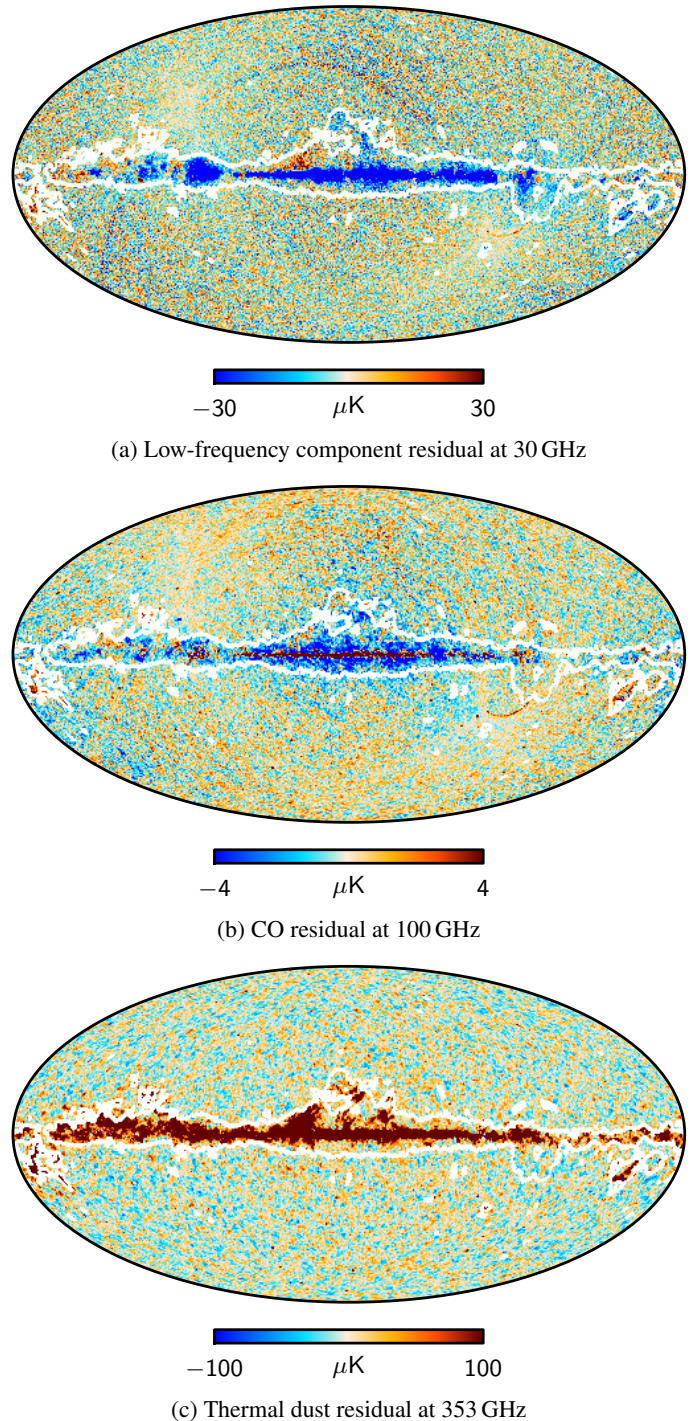 −30 μK 30
(a) Low-frequency component residual at 30 GHz
−4 μK 4
(b) CO residual at 100 GHz
−100 μK 100
(c) Thermal dust residual at 353 GHz